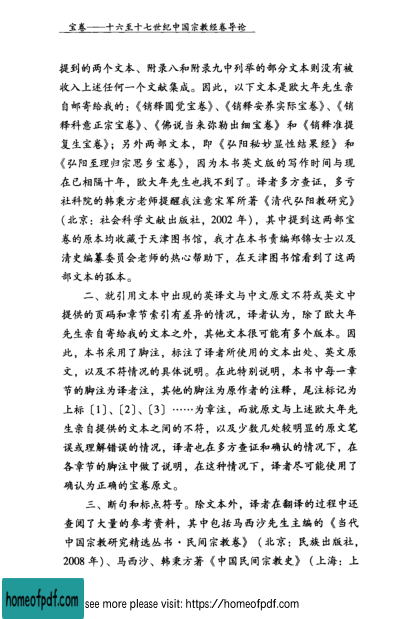 宝卷——十六至十七世纪中国宗教经卷导论
提到的两个文本、附录八和附录九中列举的部分文本则没有被
收入上述任何一个文献集成。因此，以下文本是欧大年先生亲
自邮寄给我的：《销释圆觉宝卷》、《销释安养实际宝卷》、《销
释科意正宗宝卷》、《佛说当来弥勒出细宝卷》 和《销释准提
复生宝卷》；另外两部文本，即《弘阳秘妙显性结果经》和
《弘阳至理归宗思乡宝卷》，因为本书英文版的写作时间与现
在已相隔十年，欧大年先生也找不到了。译者多方查证，多亏
社科院的韩秉方老师提醒我注意宋军所著《清代弘阳教研究》
（北京：社会科学文献出版社，2002 年），其中提到这两部宝
卷的原本均收藏于天津图书馆，我才在本书责编郑锦女士以及
清史编纂委员会老师的热心帮助下，在天津图书馆看到了这两
部文本的孤本。
二、就引用文本中出现的英译文与中文原文不符或英文中
提供的页码和章节索引有差异的情况，译者认为，除了欧大年
先生亲自寄给我的文本之外，其他文本很可能有多个版本。因
此，本书采用了脚注，标注了译者所使用的文本出处、英文原
文，以及不符情况的具体说明。在此特别说明，本书中每一章
节的脚注为译者注，其他的脚注为原作者的注释，尾注标记为
上标〔1〕、〔2〕、〔3〕……为章注，而就原文与上述欧大年先
生亲自提供的文本之间的不符，以及少数几处较明显的原文笔
误或理解错误的情况，译者也在多方查证和确认的情况下，在
各章节的脚注中做了说明，在这种情况下，译者尽可能使用了
确认为正确的宝卷原文。
三、断句和标点符号。除文本外，译者在翻译的过程中还
查阅了大量的参考资料，其中包括马西沙先生主编的《当代
中国宗教研究精选丛书·民间宗教卷》（北京：民族出版社，
2008 年）、马西沙、韩秉方著《中国民间宗教史》（上海：上
homeofpdf.com
see more please visit: https://homeofpdf.com